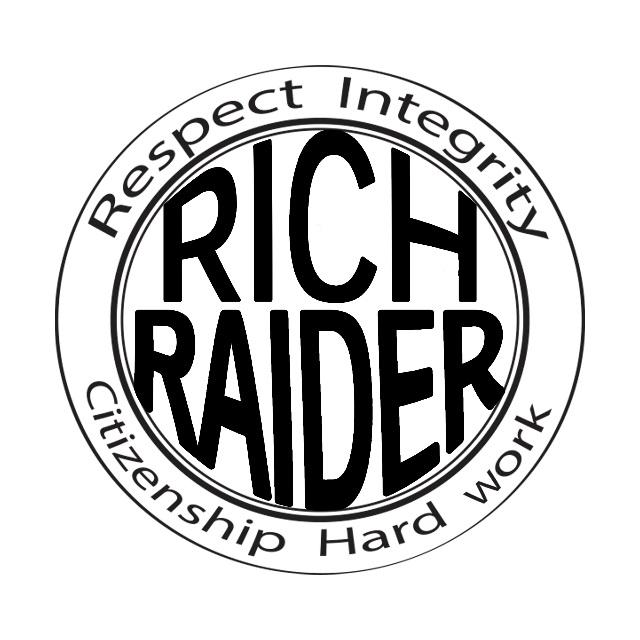 Respect Integrity
RICH
RAIDER
Citizenship Hard work